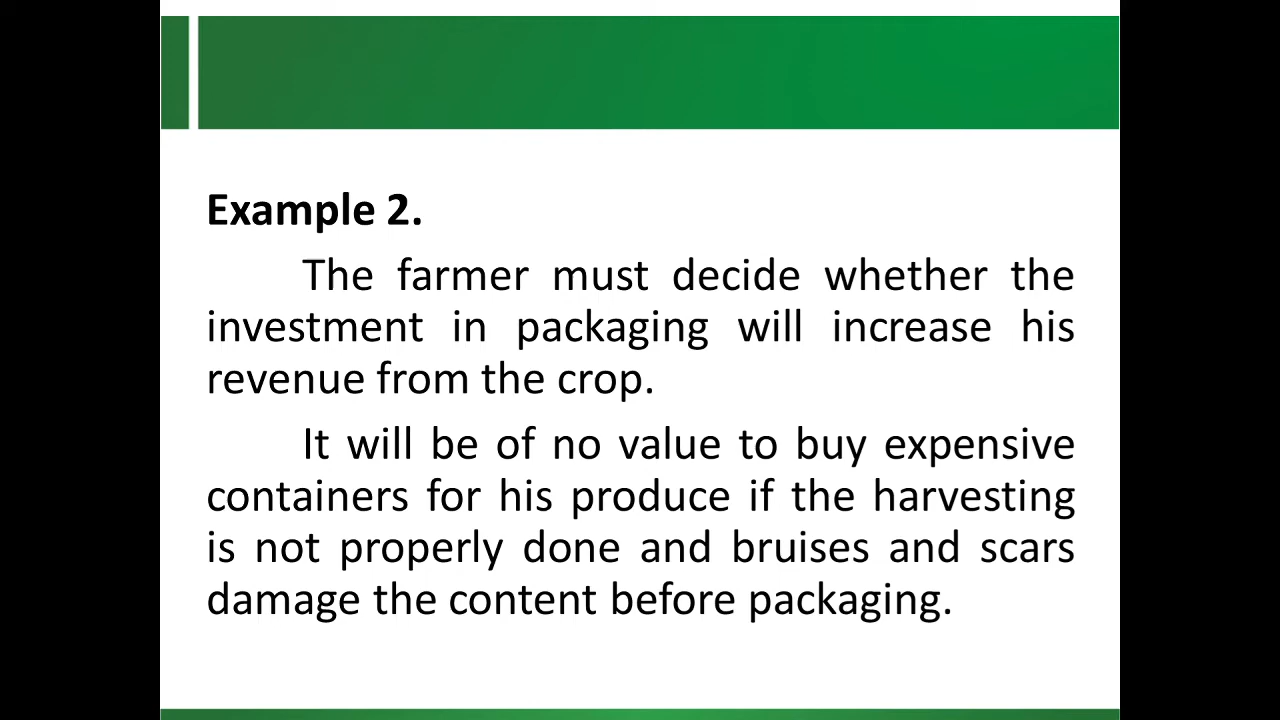 Example 2.
The farmer must decide whether the
investment in packaging will increase his
revenue from the crop.
It will be of no value to buy expensive
containers for his produce if the harvesting
is not properly done and bruises and scars
damage the content before packaging.